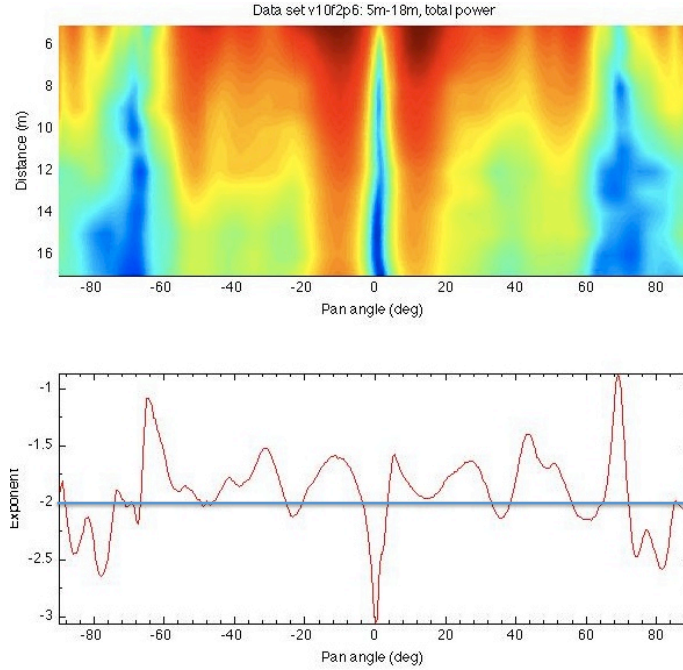 Data set v10f2p6: 5m-18m, total power
6
8
10
12
14
16
Distance (m)
-80 -60 -40 -20 0 20 40 60 80
Pan angle (deg)
-1
-1.5
-2
-2.5
-3
Exponent
-80 -60 -40 -20 0 20 40 60 80
Pan angle (deg)